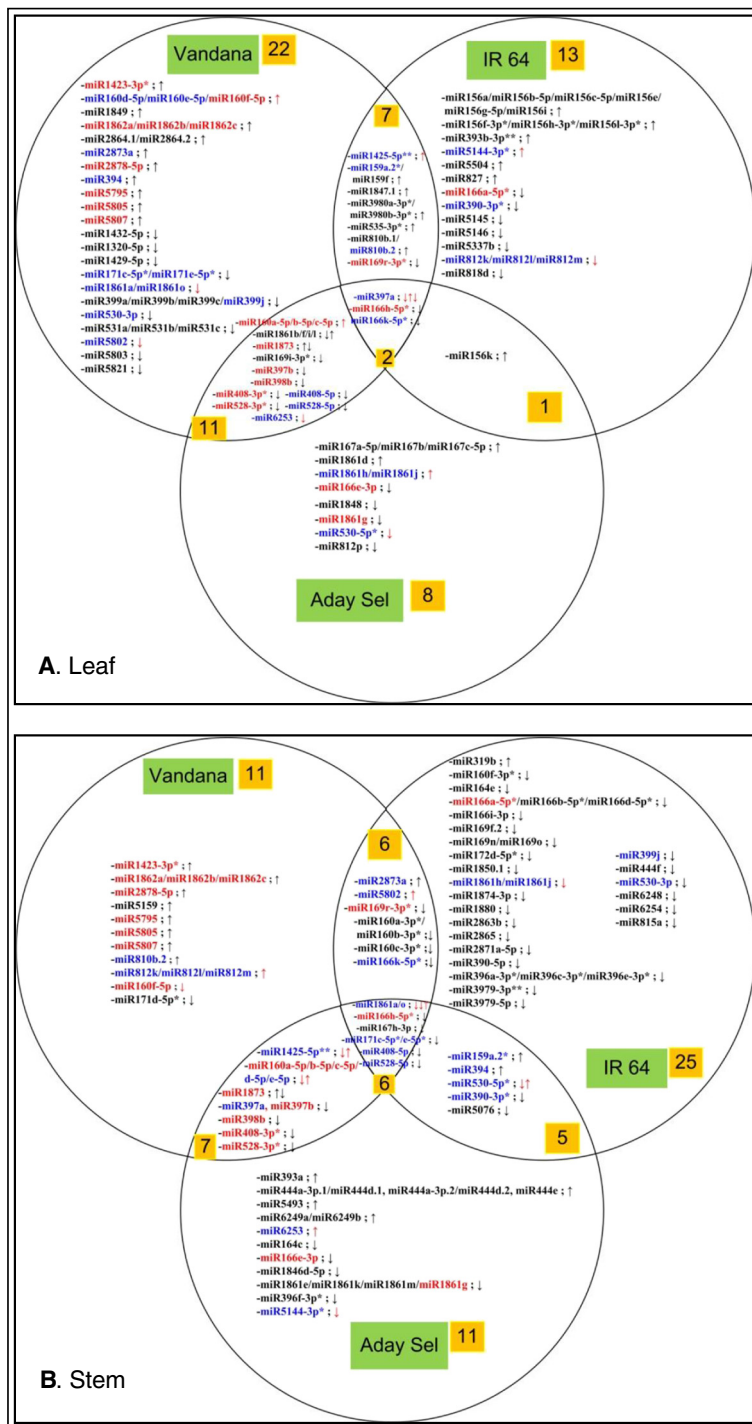 Vandana 22
-miR1423-3p* ; ↑
-miR160d-5p/miR160e-5p/miR160f-5p ; ↑
-miR1849 ; ↑
-miR1862a/miR1862b/miR1862c ; ↑
-miR2864.1/miR2864.2 ; ↑
-miR2873a ; ↑
-miR2878-5p ; ↑
-miR394 ; ↑
-miR5795 ; ↑
-miR5805 ; ↑
-miR5807 ; ↑
-miR1432-5p ; ↓
-miR1320-5p ; ↓
-miR1429-5p ; ↓
-miR171c-5p*/miR171e-5p* ; ↓
-miR1861a/miR1861o ; ↓
-miR399a/miR399b/miR399c/miR399j ; ↓
-miR530-3p ; ↓
-miR531a/miR531b/miR531c ; ↓
-miR5802 ; ↓
-miR5803 ; ↓
-miR5821 ; ↓
7
-miR1425-5p** ; ↑
-miR159a.2*/
miR159f ; ↑
-miR1847.1 ; ↑
-miR3980a-3p*/
miR3980b-3p* ; ↑
-miR535-3p* ; ↑
-miR810b.1/
miR810b.2 ; ↑
-miR169r-3p* ; ↓
IR 64 13
-miR156a/miR156b-5p/miR156c-5p/miR156e/
miR156g-5p/miR156i ; ↑
-miR156f-3p*/miR156h-3p*/miR156l-3p* ; ↑
-miR393b-3p** ; ↑
-miR5144-3p* ; ↑
-miR5504 ; ↑
-miR827 ; ↑
-miR166a-5p* ; ↓
-miR390-3p* ; ↓
-miR5145 ; ↓
-miR5146 ; ↓
-miR5337b ; ↓
-miR812k/miR812l/miR812m ; ↓
-miR818d ; ↓
-miR397a ; ↓↑↓
-miR166h-5p* ; ↓
miR166k-5p* ; ↓
2
-miR160a-5p/b-5p/c-5p ; ↑
-miR1861b/f/i/l ; ↓↑
-miR1873 ; ↑↓
-miR169i-3p* ; ↓
-miR397b ; ↓
-miR398b ; ↓
-miR408-3p* ; ↓ -miR408-5p ; ↓
-miR528-3p* ; ↓ -miR528-5p ; ↓
-miR6253 ; ↓
11
-miR156k ; ↑
1
-miR167a-5p/miR167b/miR167c-5p ; ↑
-miR1861d ; ↑
-miR1861h/miR1861j ; ↑
-miR166e-3p ; ↓
-miR1848 ; ↓
-miR1861g ; ↓
-miR530-5p* ; ↓
-miR812p ; ↓
Aday Sel 8
A. Leaf
Vandana 11
-miR1423-3p* ; ↑
-miR1862a/miR1862b/miR1862c ; ↑
-miR2878-5p ; ↑
-miR5159 ; ↑
-miR5795 ; ↑
-miR5805 ; ↑
-miR5807 ; ↑
-miR810b.2 ; ↑
-miR812k/miR812l/miR812m ; ↑
-miR160f-5p ; ↓
-miR171d-5p* ; ↓
6
-miR2873a ; ↑
-miR5802 ; ↑
-miR169r-3p* ; ↓
-miR160a-3p*/
miR160b-3p* ;↓
-miR160c-3p* ;↓
-miR166k-5p* ;↓
-miR319b ; ↑
-miR160f-3p* ; ↓
-miR164e ; ↓
-miR166a-5p*/miR166b-5p*/miR166d-5p* ; ↓
-miR166i-3p ; ↓
-miR169f.2 ; ↓
-miR169n/miR169o ; ↓
-miR172d-5p* ; ↓
-miR1850.1 ; ↓
-miR1861h/miR1861j ; ↓
-miR1874-3p ; ↓
-miR1880 ; ↓
-miR2863b ; ↓
-miR2865 ; ↓
-miR2871a-5p ; ↓
-miR390-5p ; ↓
-miR396a-3p*/miR396c-3p*/miR396e-3p* ; ↓
-miR3979-3p** ; ↓
-miR3979-5p ; ↓
-miR399j ; ↓
-miR444f ; ↓
-miR530-3p ; ↓
-miR6248 ; ↓
-miR6254 ; ↓
-miR815a ; ↓
IR 64 25
-miR1861a/o ; ↓↓↑
-miR166h-5p* ; ↓
-miR167h-3p ; ↓
-miR171c-5p*/e-5p* ; ↓
-miR408-5p ; ↓
-miR528-5p ; ↓
6
-miR1425-5p** ; ↓↑
-miR160a-5p/b-5p/c-5p/
d-5p/e-5p ; ↓↑
-miR1873 ; ↑↓
-miR397a, miR397b ; ↓
-miR398b ; ↓
-miR408-3p* ; ↓
-miR528-3p* ; ↓
7
-miR159a.2* ; ↑
-miR394 ; ↑
-miR530-5p* ; ↓↑
-miR390-3p* ; ↓
-miR5076 ; ↓
5
-miR393a ; ↑
-miR444a-3p.1/miR444d.1, miR444a-3p.2/miR444d.2, miR444e ; ↑
-miR5493 ; ↑
-miR6249a/miR6249b ; ↑
-miR6253 ; ↑
-miR164c ; ↓
-miR166e-3p ; ↓
-miR1846d-5p ; ↓
-miR1861e/miR1861k/miR1861m/miR1861g ; ↓
-miR396f-3p* ; ↓
-miR5144-3p* ; ↓
Aday Sel 11
B. Stem